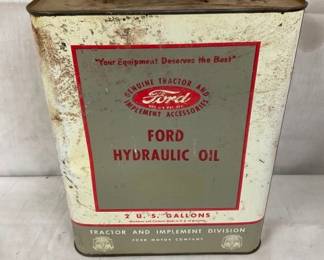 "Your Equipment Deserves the Best"
GENUINE TRACTOR AND
Ford
IMPLEMENT ACCESSORIES
FORD
HYDRAULIC OIL
2 U. S. GALLONS
TRACTOR AND IMPLEMENT DIVISION
FORD MOTOR COMPANY